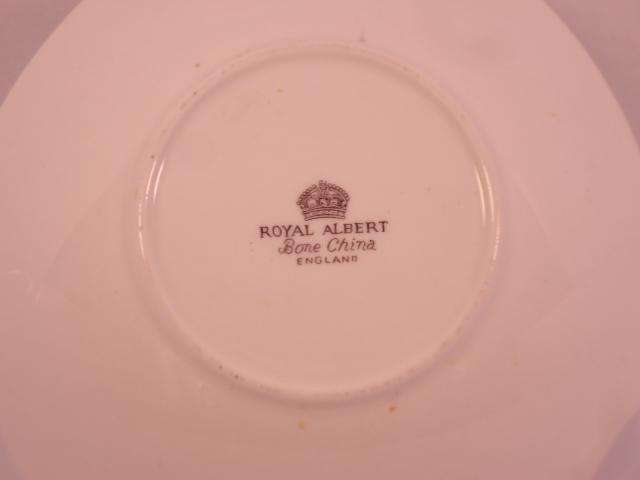 ROYAL ALBERT
Bone China
ENGLAND